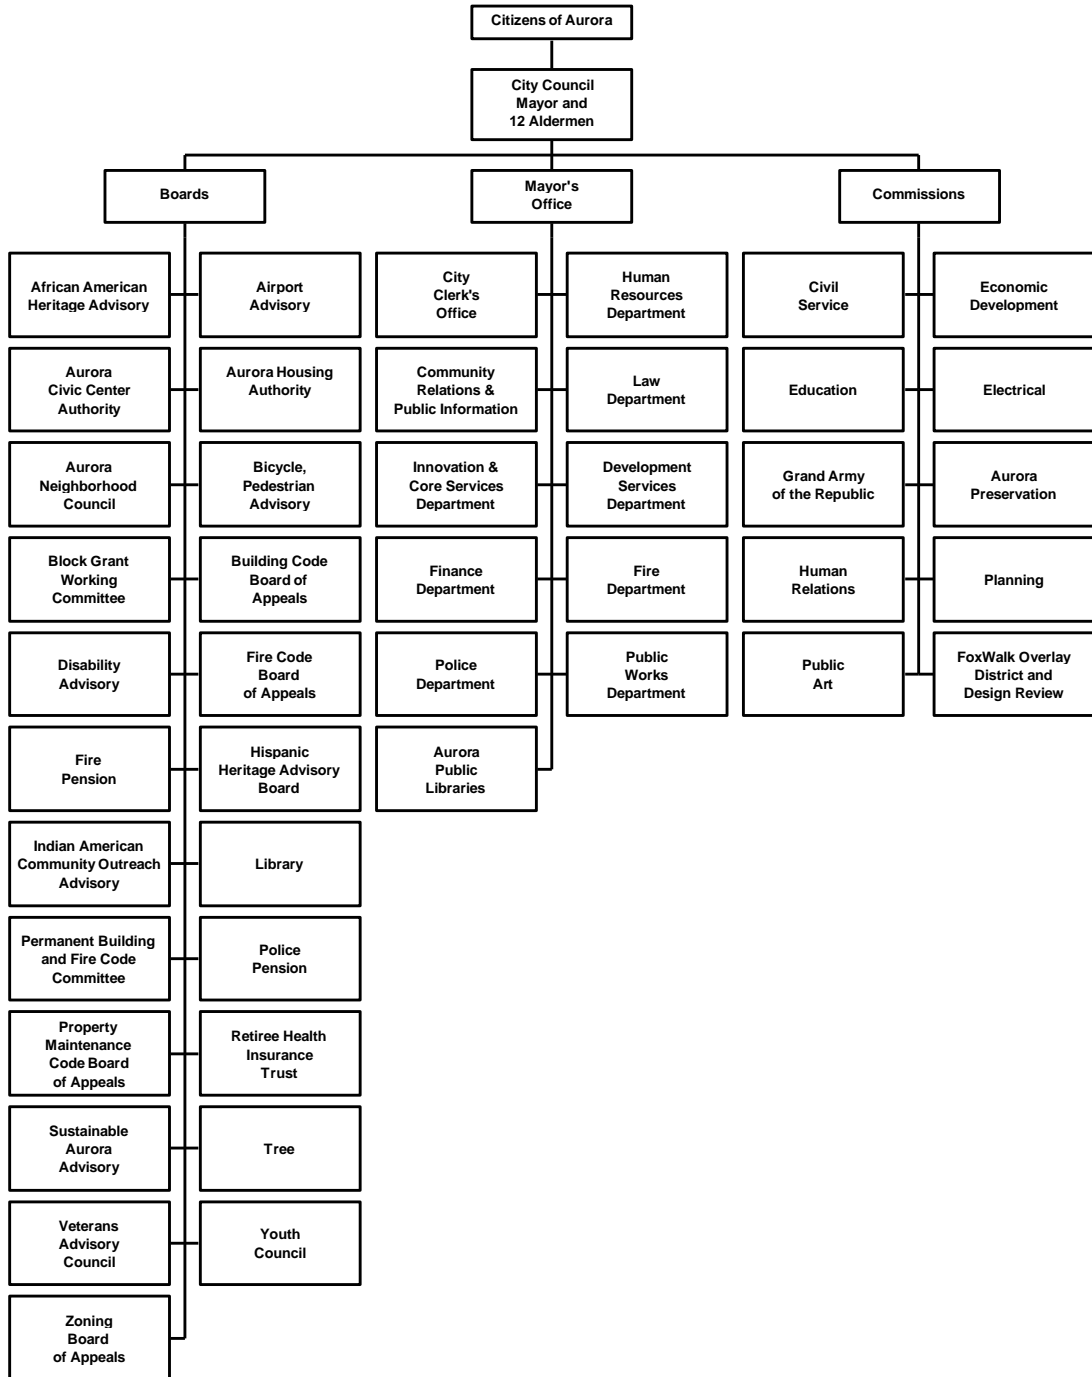 Citizens of Aurora
City Council
Mayor and
12 Aldermen
Boards
Mayor's
Office
Commissions
African American
Heritage Advisory
Airport
Advisory
City
Clerk's
Office
Human
Resources
Department
Civil
Service
Economic
Development
Aurora
Civic Center
Authority
Aurora Housing
Authority
Community
Relations &
Public Information
Law
Department
Education
Electrical
Aurora
Neighborhood
Council
Bicycle,
Pedestrian
Advisory
Innovation &
Core Services
Department
Development
Services
Department
Grand Army
of the Republic
Aurora
Preservation
Block Grant
Working
Committee
Building Code
Board of
Appeals
Finance
Department
Fire
Department
Human
Relations
Planning
Disability
Advisory
Fire Code
Board
of Appeals
Police
Department
Public
Works
Department
Public
Art
FoxWalk Overlay
District and
Design Review
Fire
Pension
Hispanic
Heritage Advisory
Board
Aurora
Public
Libraries
Indian American
Community Outreach
Advisory
Library
Permanent Building
and Fire Code
Committee
Police
Pension
Property
Maintenance
Code Board
of Appeals
Retiree Health
Insurance
Trust
Sustainable
Aurora
Advisory
Tree
Veterans
Advisory
Council
Youth
Council
Zoning
Board
of Appeals